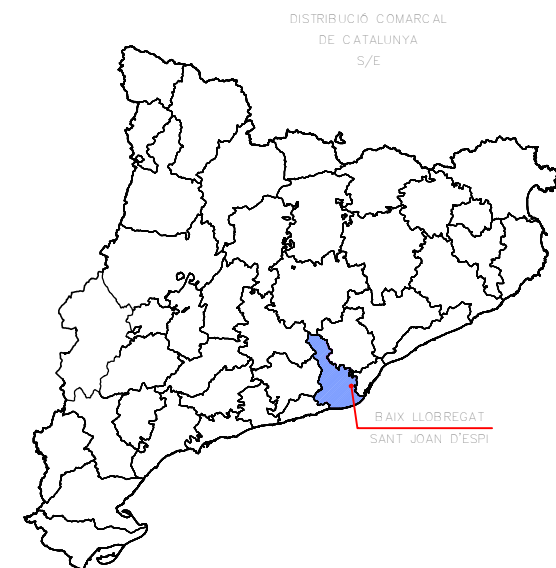 DISTRIBUCIÓ COMARCAL
DE CATALUNYA
S/E
BAIX LLOBREGAT
SANT JOAN D'ESPI